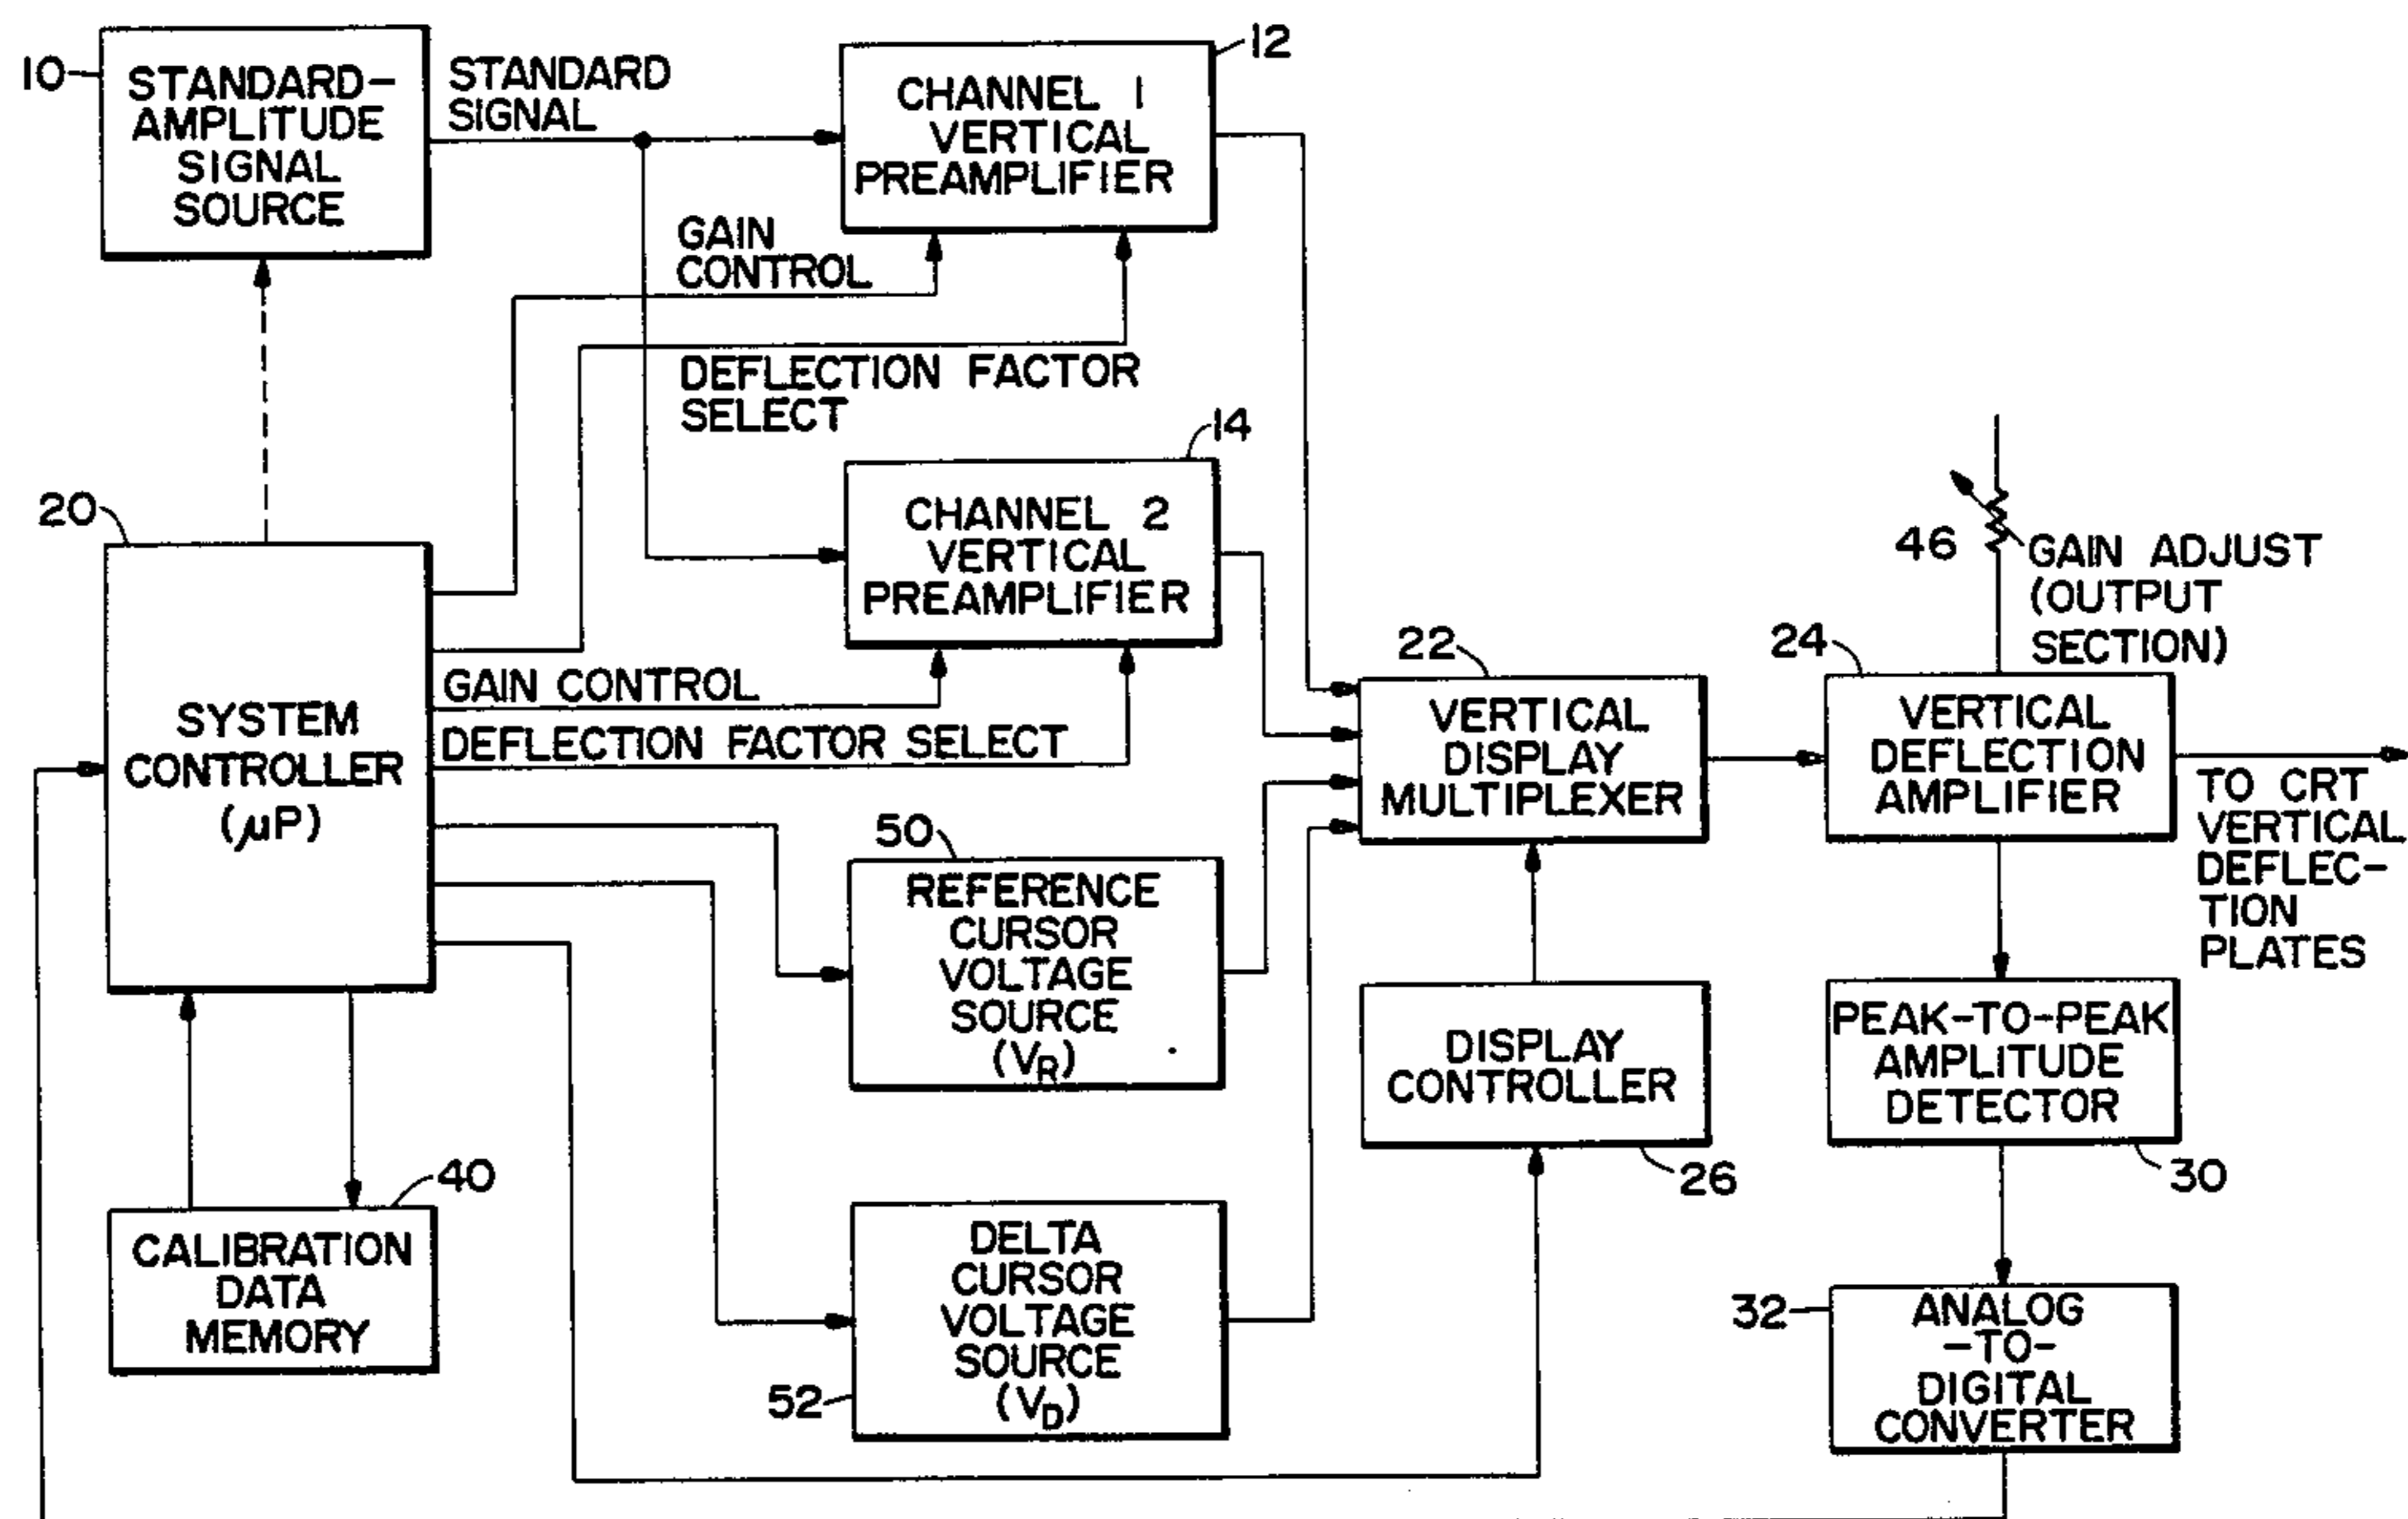 10
STANDARD-
AMPLITUDE
SIGNAL
SOURCE
STANDARD
SIGNAL
12
CHANNEL 1
VERTICAL
PREAMPLIFIER
GAIN
CONTROL
DEFLECTION FACTOR
SELECT
14
CHANNEL 2
VERTICAL
PREAMPLIFIER
20
SYSTEM
CONTROLLER
(μP)
GAIN CONTROL
DEFLECTION FACTOR SELECT
46
GAIN ADJUST
(OUTPUT
SECTION)
22
VERTICAL
DISPLAY
MULTIPLEXER
24
VERTICAL
DEFLECTION
AMPLIFIER
TO CRT
VERTICAL
DEFLEC-
TION
PLATES
50
REFERENCE
CURSOR
VOLTAGE
SOURCE
(VR)
DISPLAY
CONTROLLER
26
PEAK-TO-PEAK
AMPLITUDE
DETECTOR
30
40
CALIBRATION
DATA
MEMORY
DELTA
CURSOR
VOLTAGE
SOURCE
(VD)
52
32
ANALOG
-TO-
DIGITAL
CONVERTER